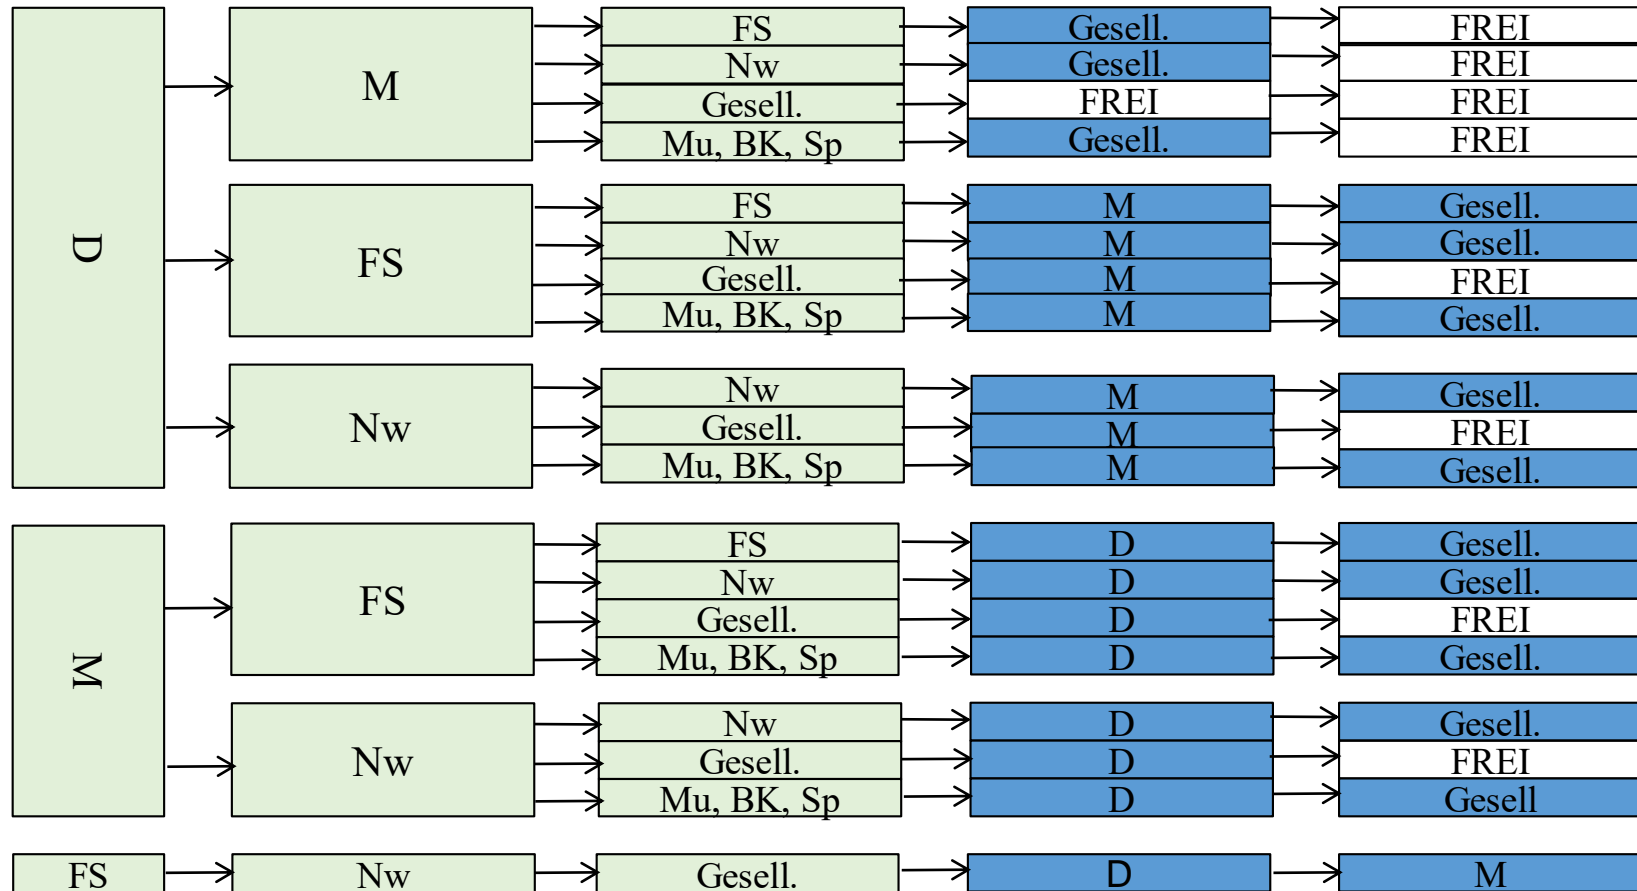 D
M
FS Gesell. FREI
Nw Gesell. FREI
Gesell. FREI FREI
Mu, BK, Sp Gesell. FREI
FS
FS M Gesell.
Nw M Gesell.
Gesell. M FREI
Mu, BK, Sp M Gesell.
Nw
Nw M Gesell.
Gesell. M FREI
Mu, BK, Sp M Gesell.
M
FS
FS D Gesell.
Nw D Gesell.
Gesell. D FREI
Mu, BK, Sp D Gesell.
Nw
Nw D Gesell.
Gesell. D FREI
Mu, BK, Sp D Gesell
FS Nw Gesell. D M